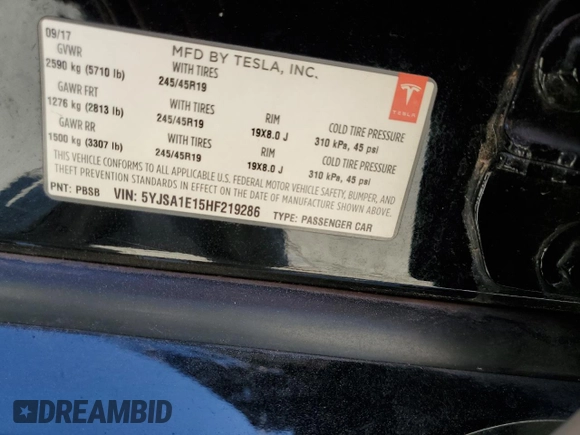 09/17
MFD BY TESLA, INC.
GVWR
2590 kg (5710 lb)
WITH TIRES
245/45R19
GAWR FRT
1276 kg (2813 lb)
WITH TIRES
245/45R19
RIM
19X8.0 J
COLD TIRE PRESSURE
310 kPa, 45 psi
GAWR RR
1500 kg (3307 lb)
WITH TIRES
245/45R19
RIM
19X8.0 J
COLD TIRE PRESSURE
310 kPa, 45 psi
THIS VEHICLE CONFORMS TO ALL APPLICABLE U.S. FEDERAL MOTOR VEHICLE SAFETY, BUMPER, AND
THEFT PREVENTION STANDARDS IN EFFECT ON THE DATE OF MANUFACTURE SHOWN ABOVE.
PNT: PBSB VIN: 5YJSA1E15HF219286 TYPE: PASSENGER CAR
TESLA
DREAMBID